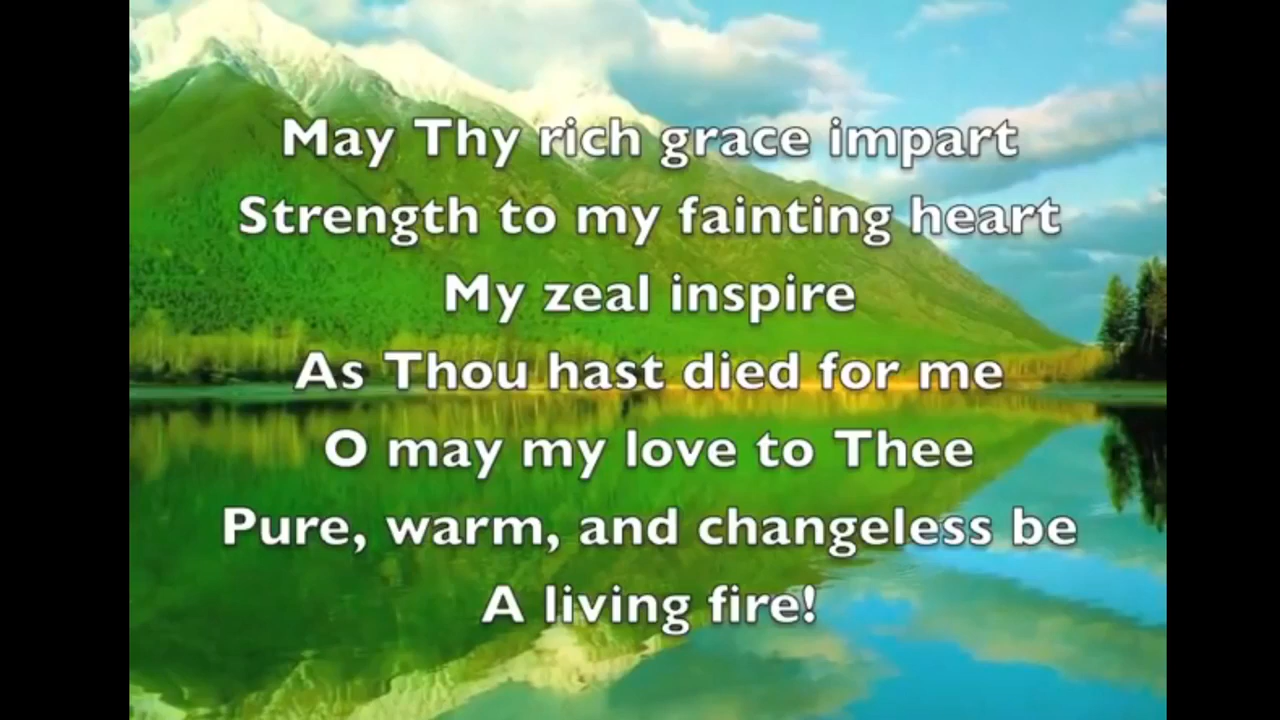 May Thy rich grace impart
Strength to my fainting heart
My zeal inspire
As Thou hast died for me
O may my love to Thee
Pure, warm, and changeless be
A living fire!